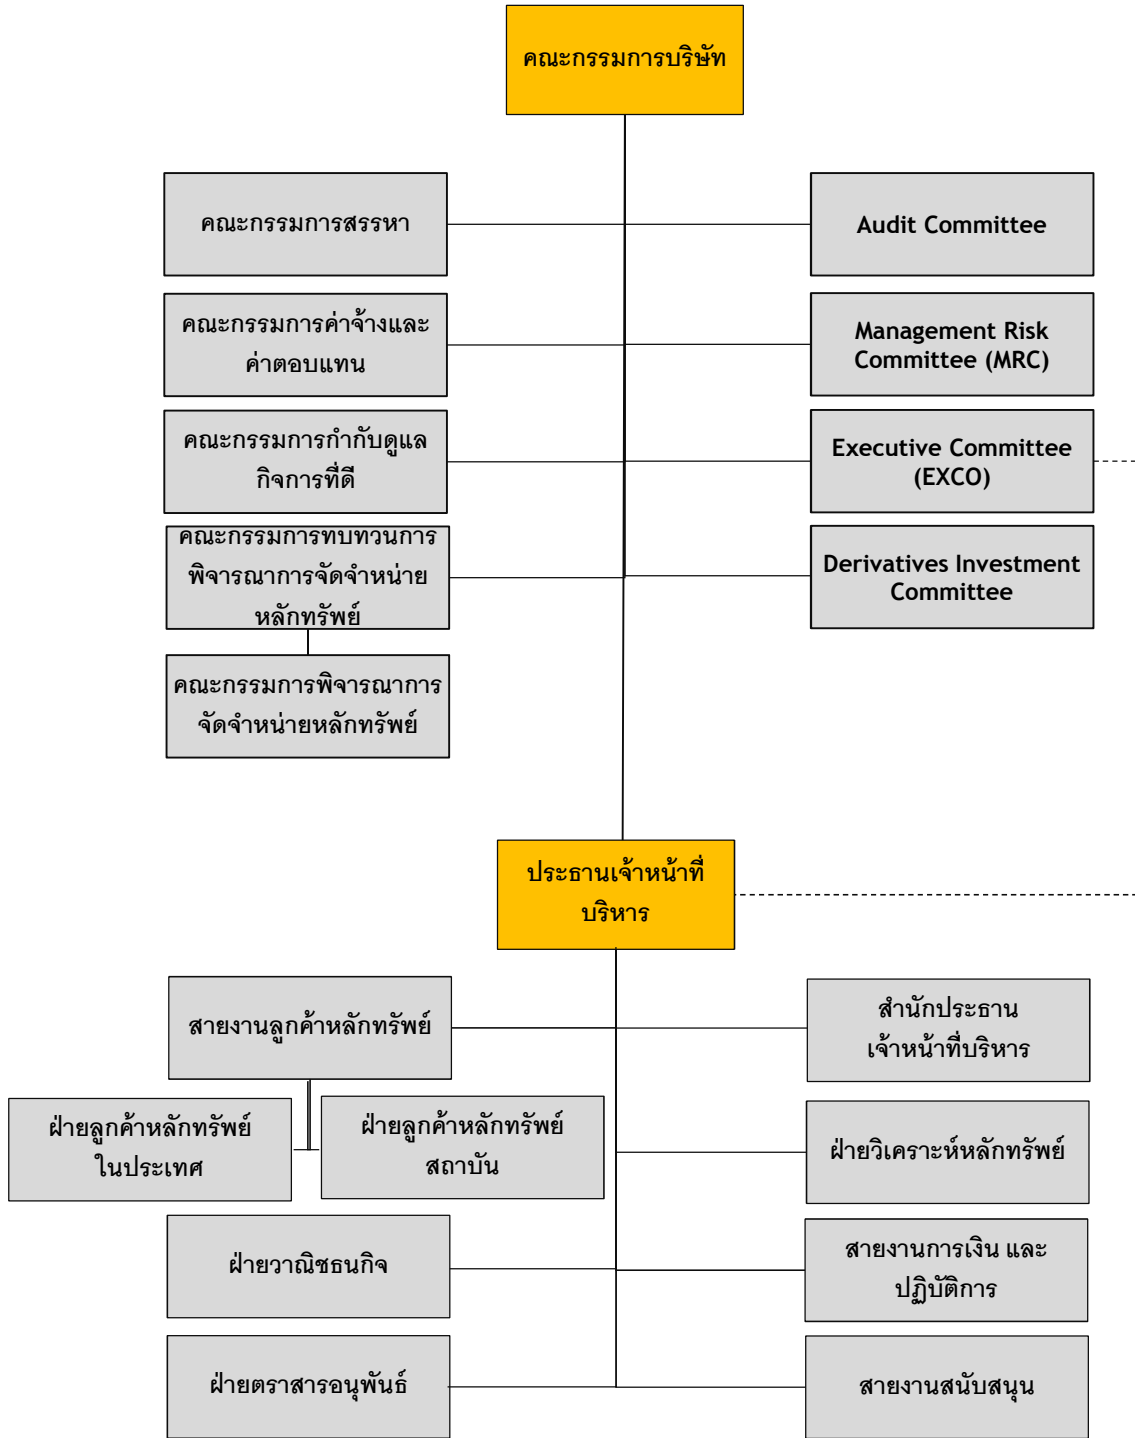 คณะกรรมการบริษัท
คณะกรรมการสรรหา
Audit Committee
คณะกรรมการค่าจ้างและ
ค่าตอบแทน
Management Risk
Committee (MRC)
คณะกรรมการกำกับดูแล
กิจการที่ดี
Executive Committee
(EXCO)
คณะกรรมการทบทวนการ
พิจารณาการจัดจำหน่าย
หลักทรัพย์
Derivatives Investment
Committee
คณะกรรมการพิจารณาการ
จัดจำหน่ายหลักทรัพย์
ประธานเจ้าหน้าที่
บริหาร
สายงานลูกค้าหลักทรัพย์
สำนักประธาน
เจ้าหน้าที่บริหาร
ฝ่ายลูกค้าหลักทรัพย์
ในประเทศ
ฝ่ายลูกค้าหลักทรัพย์
สถาบัน
ฝ่ายวิเคราะห์หลักทรัพย์
ฝ่ายวาณิชธนกิจ
สายงานการเงิน และ
ปฏิบัติการ
ฝ่ายตราสารอนุพันธ์
สายงานสนับสนุน